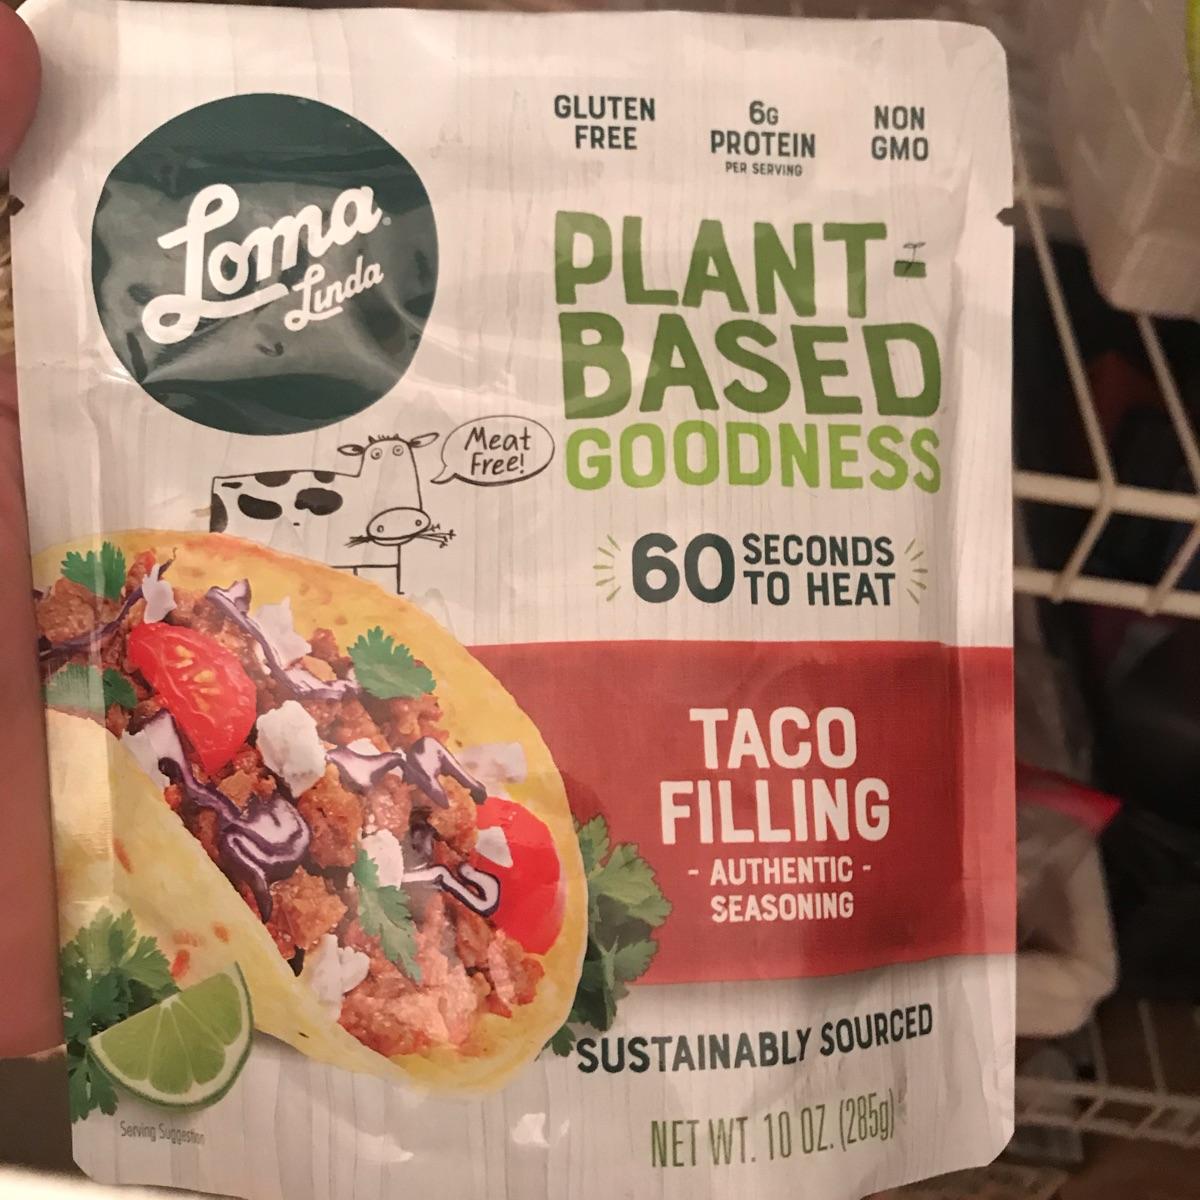 Loma
Linda
GLUTEN
FREE
6G
PROTEIN
PER SERVING
NON
GMO
PLANT-
BASED
GOODNESS
Meat
Free!
60 SECONDS
TO HEAT
TACO
FILLING
- AUTHENTIC -
SEASONING
SUSTAINABLY SOURCED
NET WT. 10 OZ. (285g)
Serving Suggestion